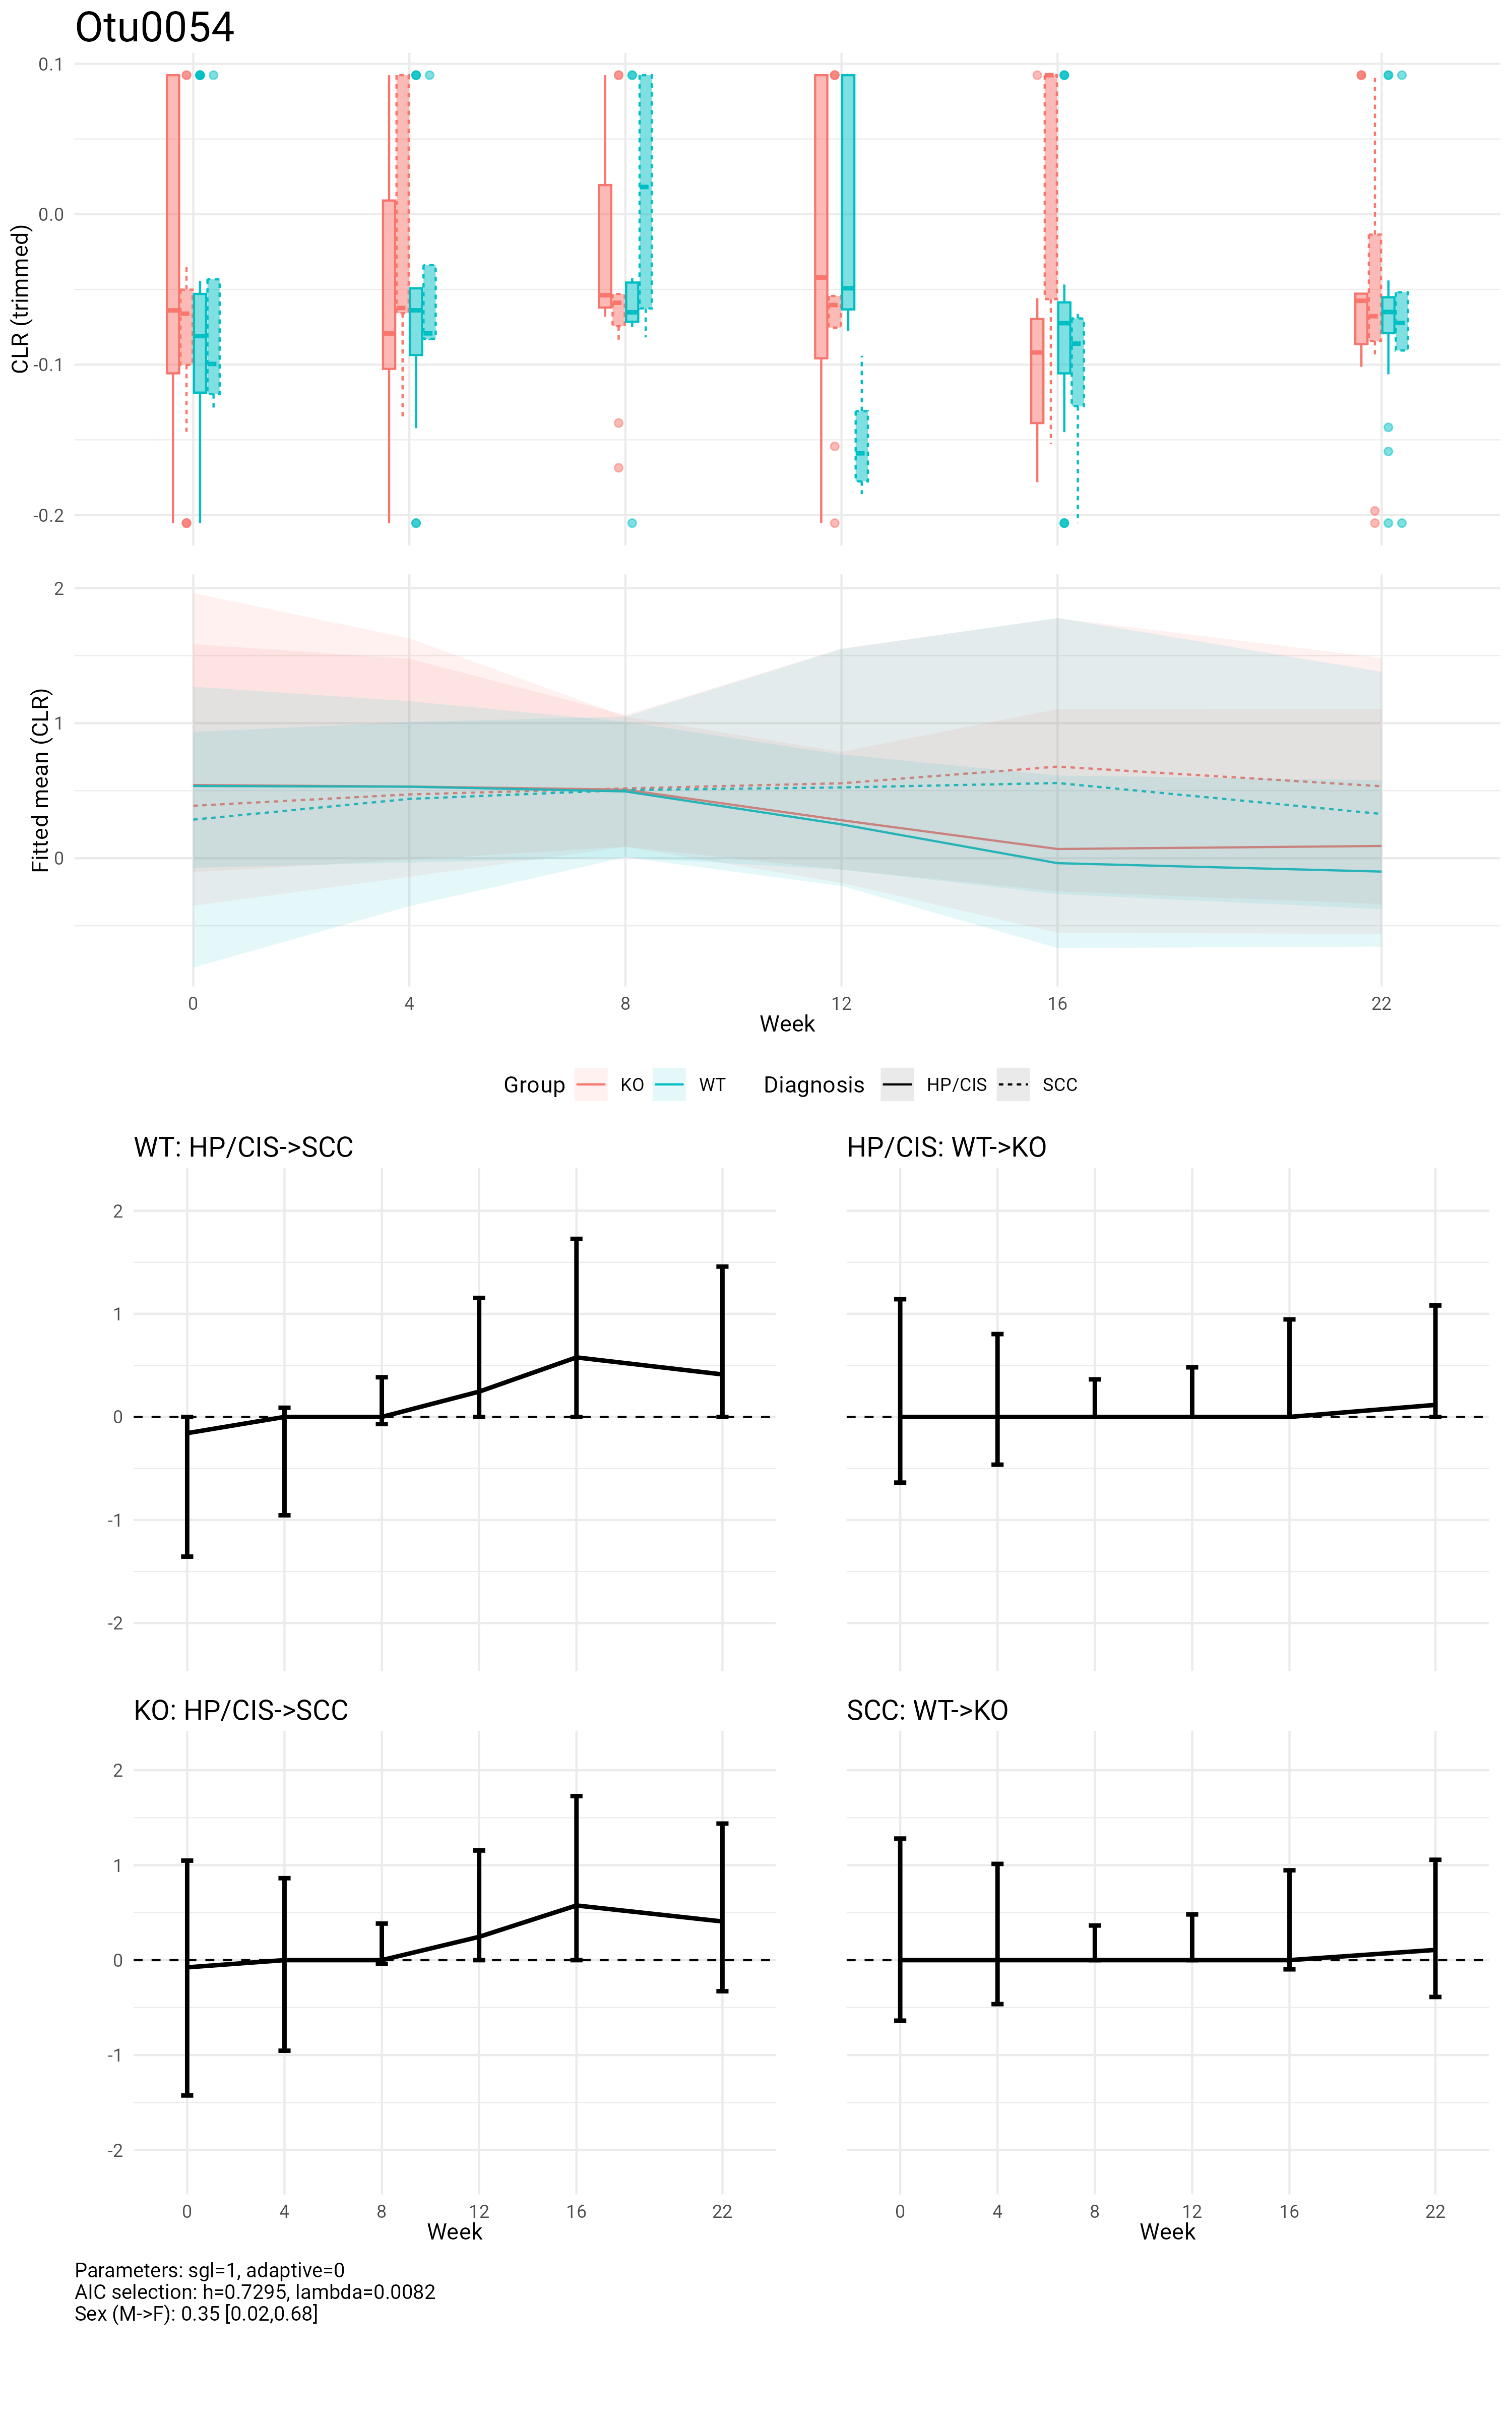 Otu0054
0.1
0.0
-0.1
-0.2
CLR (trimmed)
2
1
0
Fitted mean (CLR)
0 4 8 12 16 22
Week
Group KO WT Diagnosis HP/CIS SCC
WT: HP/CIS->SCC
HP/CIS: WT->KO
2
1
0
-1
-2
KO: HP/CIS->SCC
SCC: WT->KO
2
1
0
-1
-2
0 4 8 12 16 22
0 4 8 12 16 22
Week
Week
Parameters: sgl=1, adaptive=0
AIC selection: h=0.7295, lambda=0.0082
Sex (M->F): 0.35 [0.02,0.68]